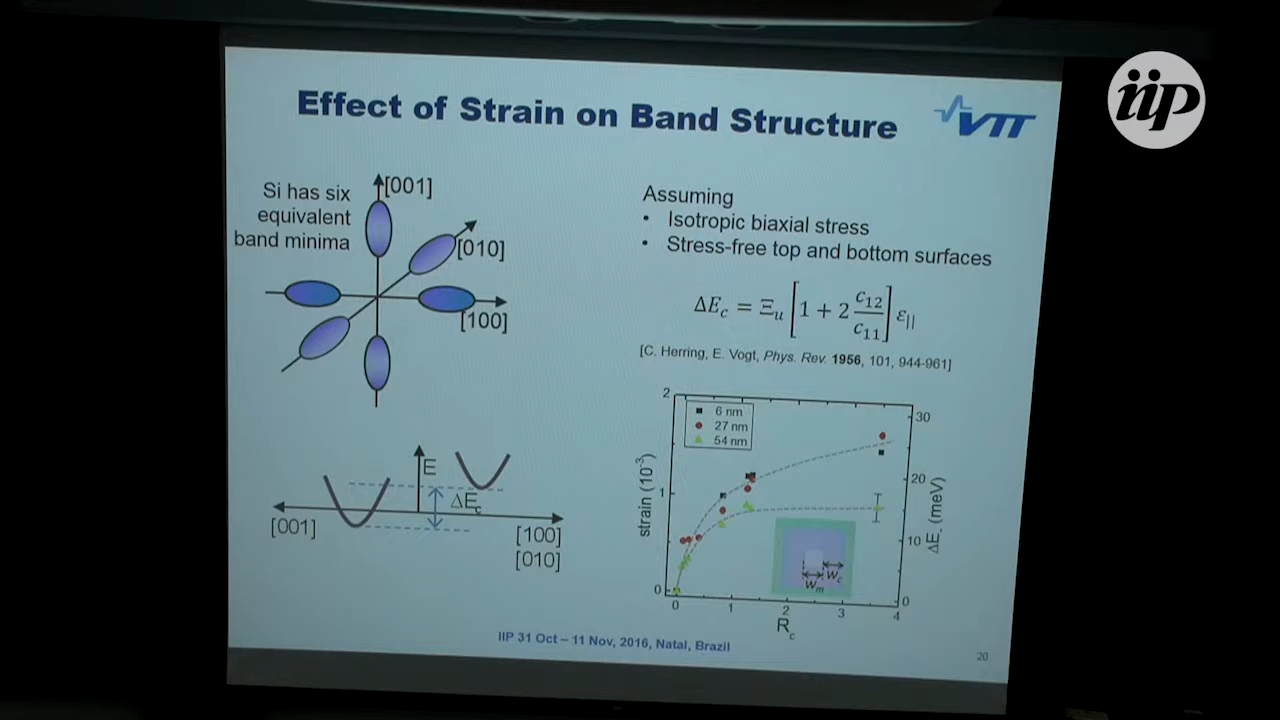 iip
Effect of Strain on Band Structure
VTT
Si has six
equivalent
band minima
[001]
[010]
[100]
Assuming
• Isotropic biaxial stress
• Stress-free top and bottom surfaces
ΔE_c = Ξ_u [1 + 2 c_12/c_11] ε_||
[C. Herring, E. Vogt, Phys. Rev. 1956, 101, 944-961]
E
ΔE_c
[001]
[100]
[010]
2
1
0
strain (10⁻³)
6 nm
27 nm
54 nm
30
20
10
0
ΔE_c (meV)
w_c
w_m
0 1 2 3 4
R_c
IIP 31 Oct – 11 Nov, 2016, Natal, Brazil
20